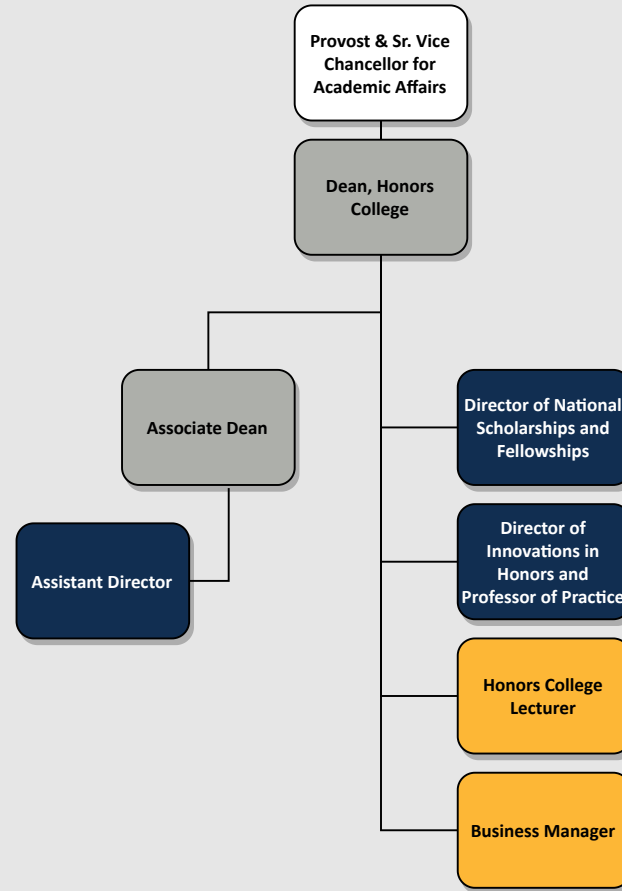 Provost & Sr. Vice
Chancellor for
Academic Affairs
Dean, Honors
College
Associate Dean
Director of National
Scholarships and
Fellowships
Assistant Director
Director of
Innovations in
Honors and
Professor of Practice
Honors College
Lecturer
Business Manager